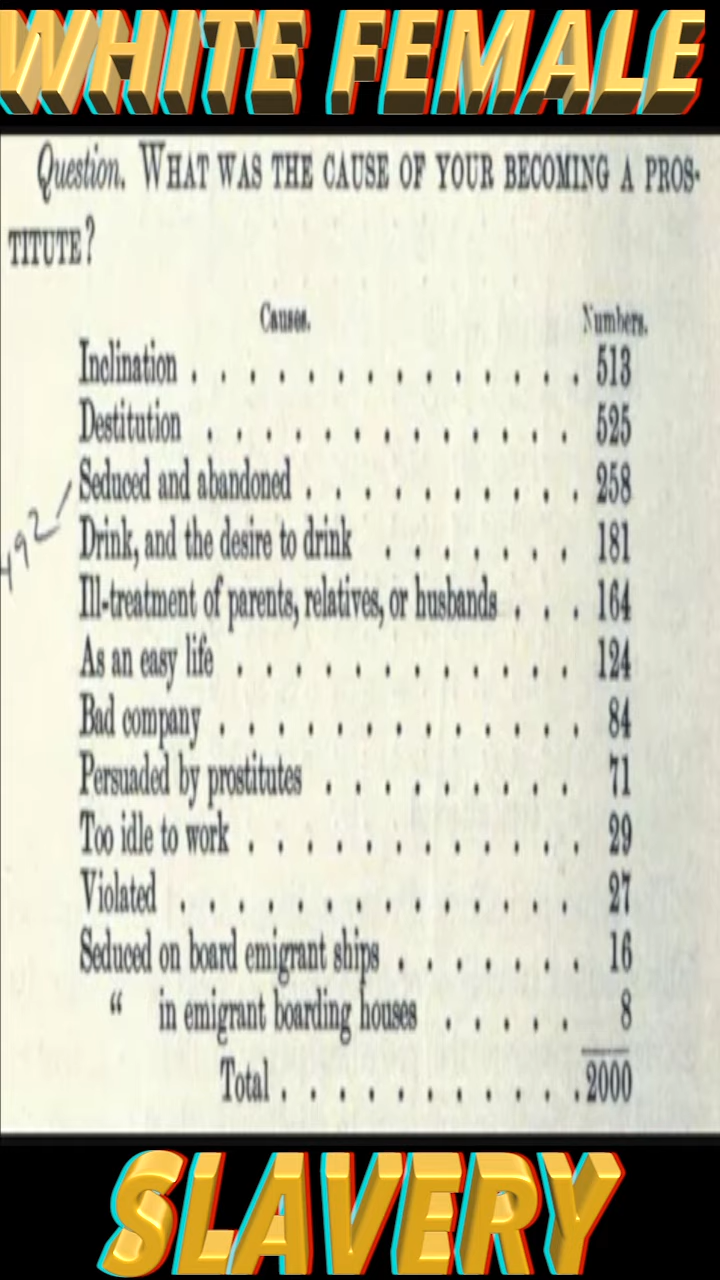 WHITE FEMALE
Question. WHAT WAS THE CAUSE OF YOUR BECOMING A PROS-
TITUTE?
Causes. Numbers.
Inclination . . . . . . . . . . . . . . 513
Destitution . . . . . . . . . . . . . 525
Seduced and abandoned . . . . . . . . . . 258
Drink, and the desire to drink . . . . . . . 181
Ill-treatment of parents, relatives, or husbands . . . 164
As an easy life . . . . . . . . . . . . 124
Bad company . . . . . . . . . . . . . 84
Persuaded by prostitutes . . . . . . . . . 71
Too idle to work . . . . . . . . . . . . 29
Violated . . . . . . . . . . . . . . 27
Seduced on board emigrant ships . . . . . . . 16
“ in emigrant boarding houses . . . . . 8
Total . . . . . . . . . . . 2000
SLAVERY